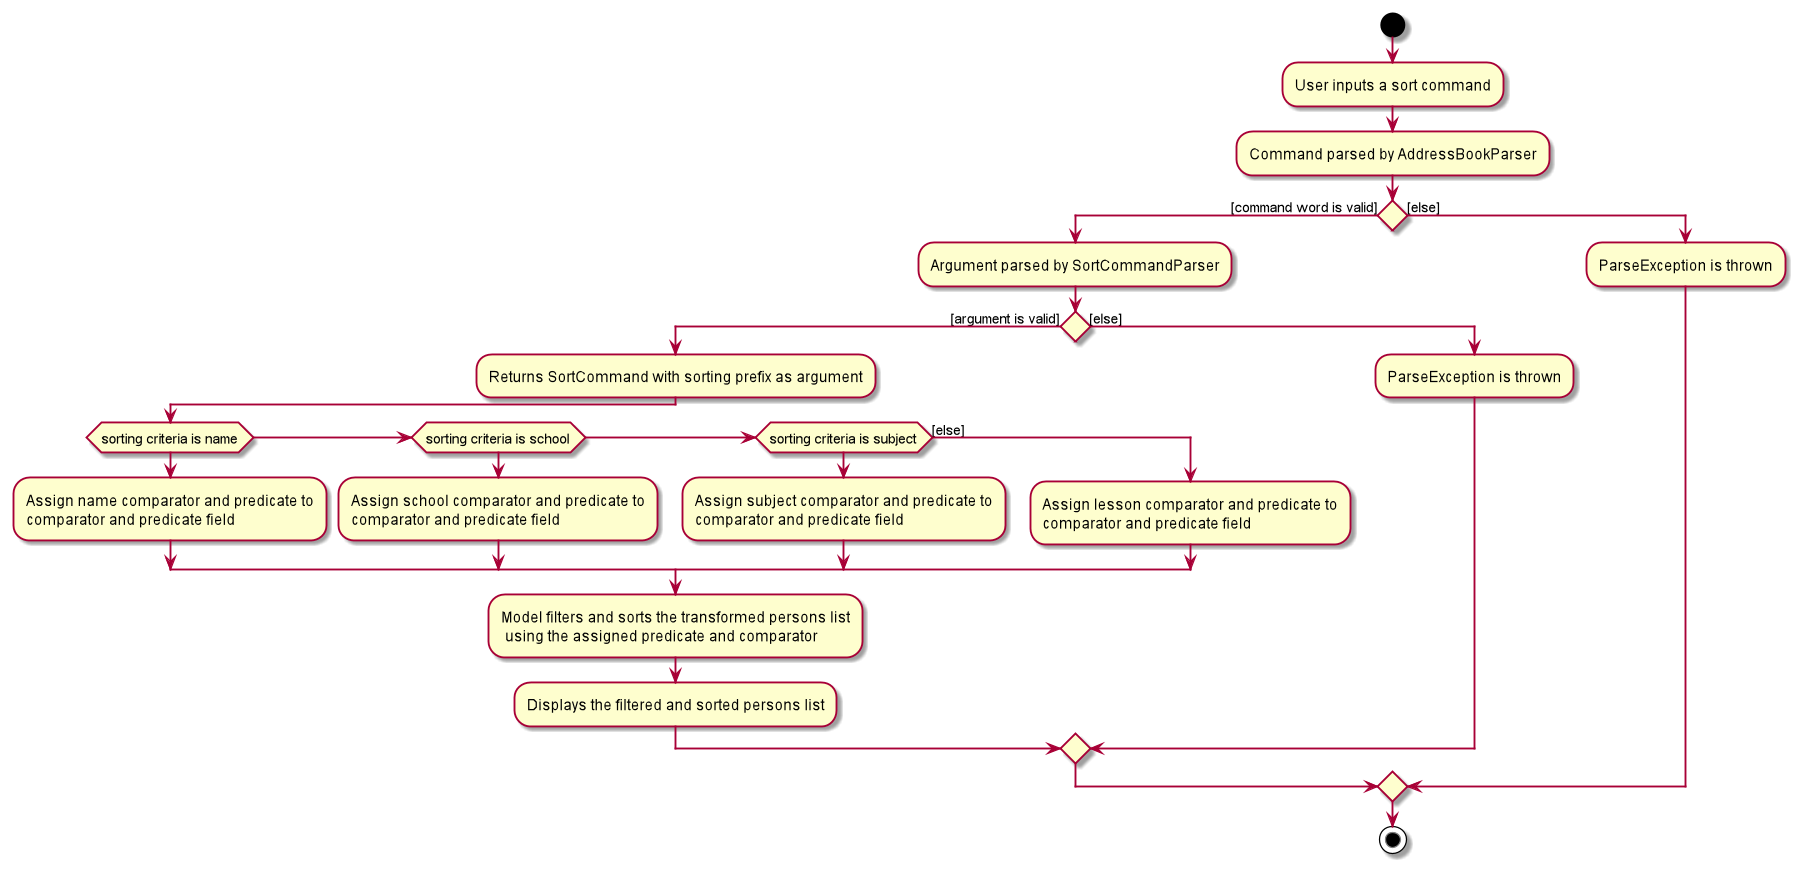 User inputs a sort command
Command parsed by AddressBookParser
[command word is valid]
[else]
Argument parsed by SortCommandParser
ParseException is thrown
[argument is valid]
[else]
Returns SortCommand with sorting prefix as argument
ParseException is thrown
sorting criteria is name
sorting criteria is school
sorting criteria is subject
[else]
Assign name comparator and predicate to
comparator and predicate field
Assign school comparator and predicate to
comparator and predicate field
Assign subject comparator and predicate to
comparator and predicate field
Assign lesson comparator and predicate to
comparator and predicate field
Model filters and sorts the transformed persons list
using the assigned predicate and comparator
Displays the filtered and sorted persons list